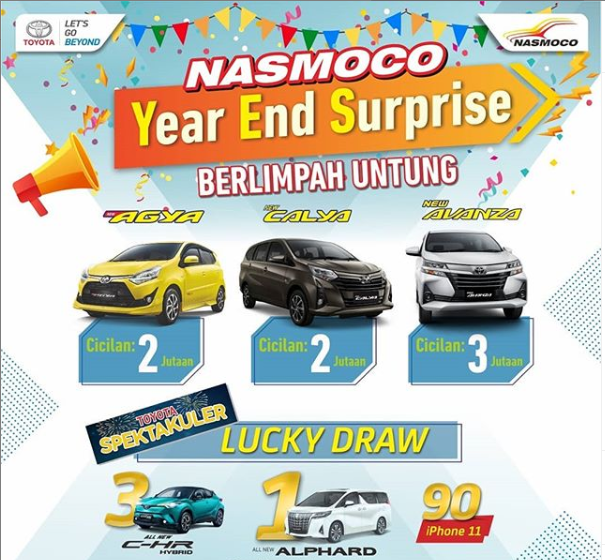 TOYOTA
LET'S
GO
BEYOND
NASMOCO
NASMOCO
Year End Surprise
BERLIMPAH UNTUNG
NEW AGYA
NEW CALYA
NEW AVANZA
Cicilan: 2 Jutaan
Cicilan: 2 Jutaan
Cicilan: 3 Jutaan
TOYOTA
SPEKTAKULER
LUCKY DRAW
3
ALL NEW
C-HR
HYBRID
1
ALL NEW ALPHARD
90
iPhone 11